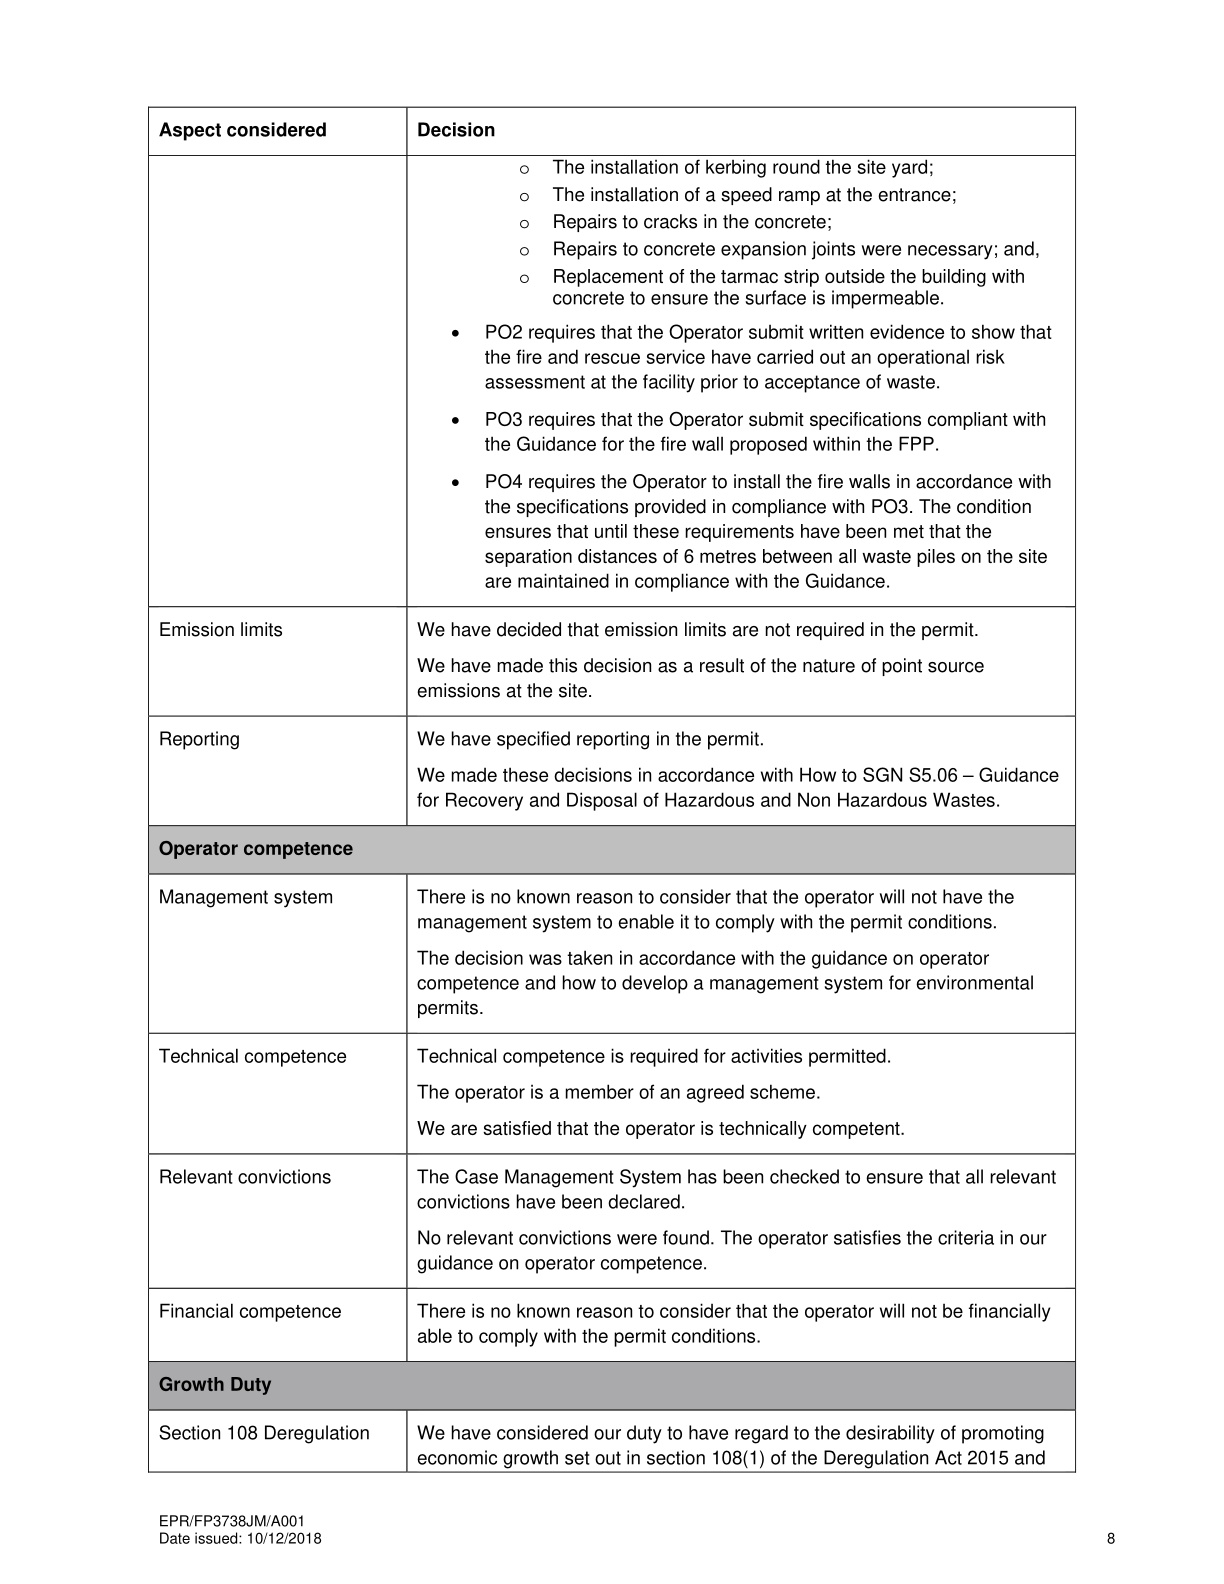 Aspect considered Decision
o The installation of kerbing round the site yard;
o The installation of a speed ramp at the entrance;
o Repairs to cracks in the concrete;
o Repairs to concrete expansion joints were necessary; and,
o Replacement of the tarmac strip outside the building with
concrete to ensure the surface is impermeable.
• PO2 requires that the Operator submit written evidence to show that
the fire and rescue service have carried out an operational risk
assessment at the facility prior to acceptance of waste.
• PO3 requires that the Operator submit specifications compliant with
the Guidance for the fire wall proposed within the FPP.
• PO4 requires the Operator to install the fire walls in accordance with
the specifications provided in compliance with PO3. The condition
ensures that until these requirements have been met that the
separation distances of 6 metres between all waste piles on the site
are maintained in compliance with the Guidance.
Emission limits We have decided that emission limits are not required in the permit.
We have made this decision as a result of the nature of point source
emissions at the site.
Reporting We have specified reporting in the permit.
We made these decisions in accordance with How to SGN S5.06 – Guidance
for Recovery and Disposal of Hazardous and Non Hazardous Wastes.
Operator competence
Management system There is no known reason to consider that the operator will not have the
management system to enable it to comply with the permit conditions.
The decision was taken in accordance with the guidance on operator
competence and how to develop a management system for environmental
permits.
Technical competence Technical competence is required for activities permitted.
The operator is a member of an agreed scheme.
We are satisfied that the operator is technically competent.
Relevant convictions The Case Management System has been checked to ensure that all relevant
convictions have been declared.
No relevant convictions were found. The operator satisfies the criteria in our
guidance on operator competence.
Financial competence There is no known reason to consider that the operator will not be financially
able to comply with the permit conditions.
Growth Duty
Section 108 Deregulation We have considered our duty to have regard to the desirability of promoting
economic growth set out in section 108(1) of the Deregulation Act 2015 and
EPR/FP3738JM/A001
Date issued: 10/12/2018 8